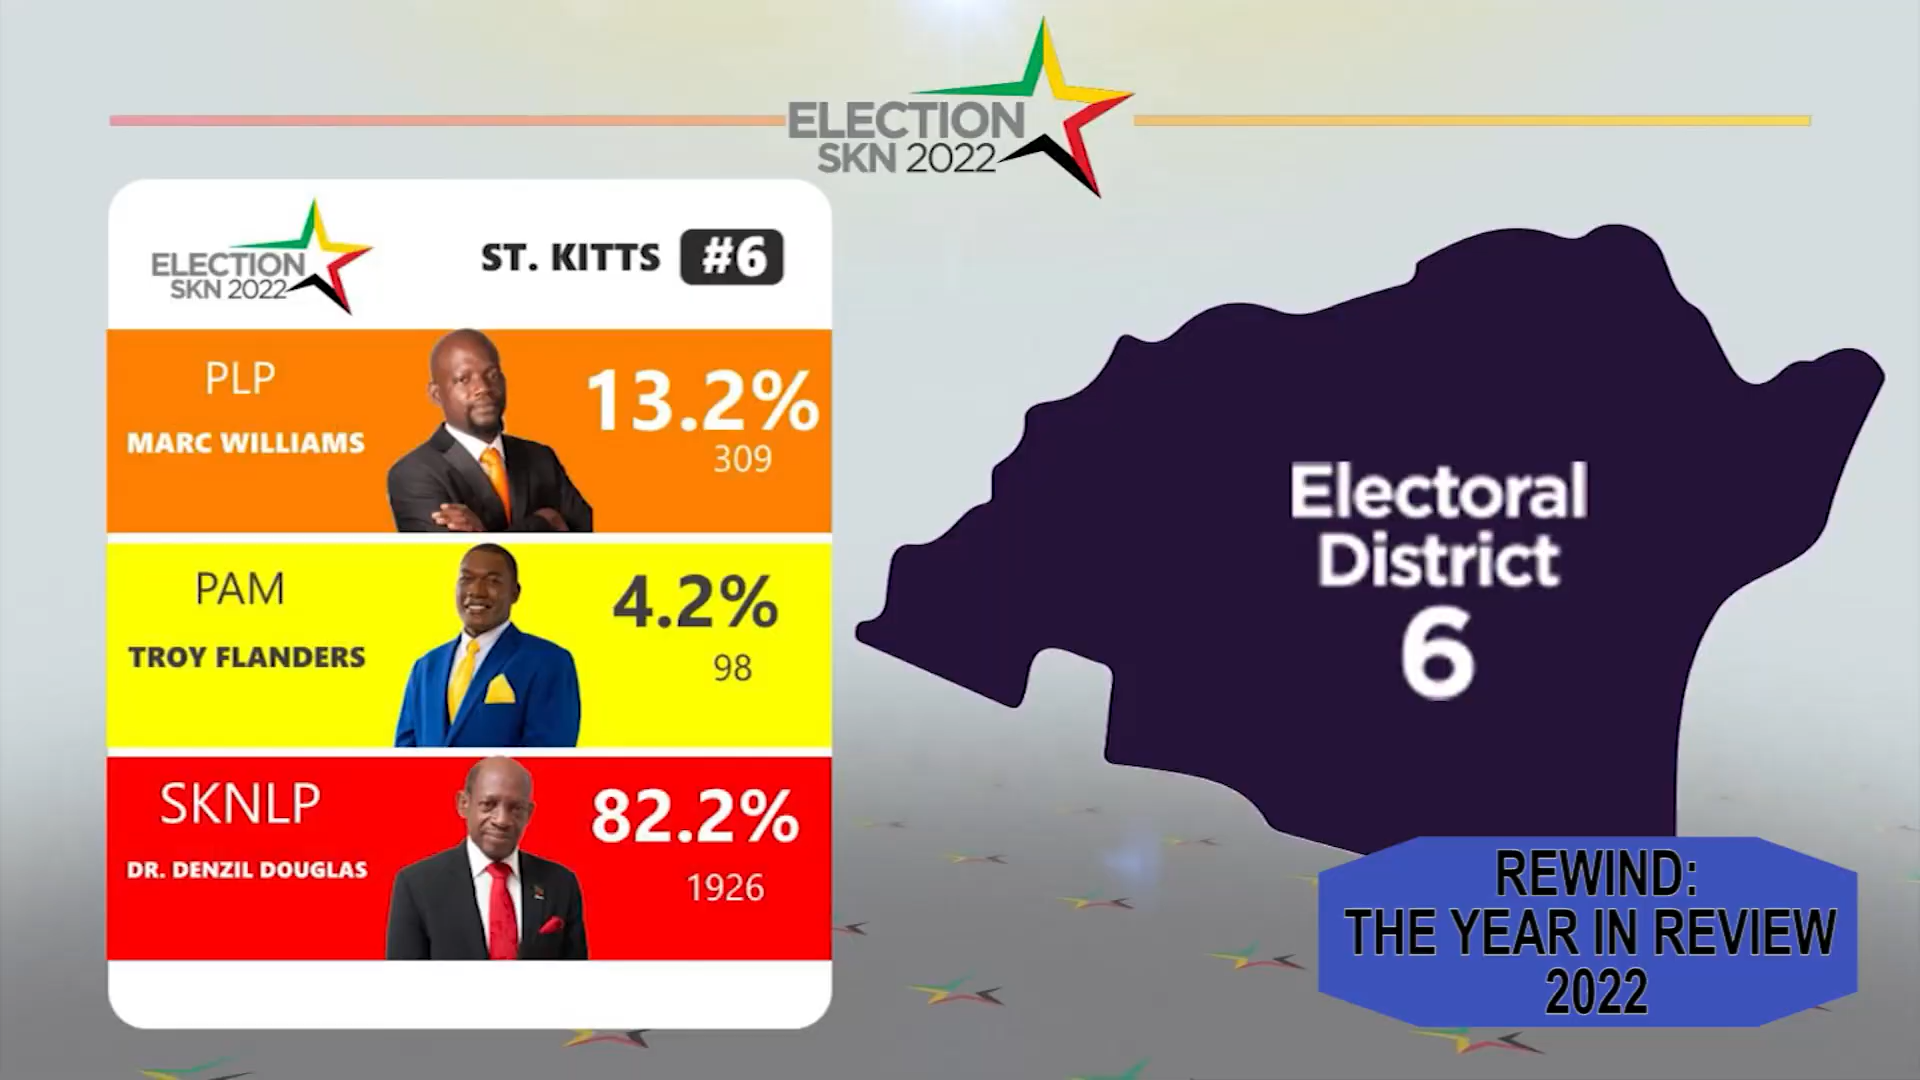 ELECTION
SKN 2022
ELECTION
SKN 2022
ST. KITTS #6
PLP
MARC WILLIAMS
13.2%
309
PAM
TROY FLANDERS
4.2%
98
SKNLP
DR. DENZIL DOUGLAS
82.2%
1926
Electoral
District
6
REWIND:
THE YEAR IN REVIEW
2022